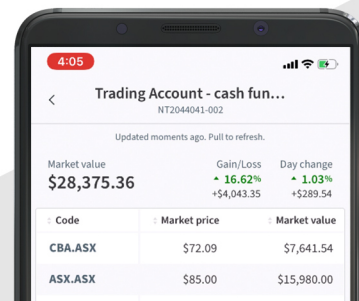 4:05
Trading Account - cash fun...
NT2044041-002
Updated moments ago. Pull to refresh.
Market value Gain/Loss Day change
$28,375.36 16.62% 1.03%
+$4,043.35 +$289.54
Code Market price Market value
CBA.ASX $72.09 $7,641.54
ASX.ASX $85.00 $15,980.00